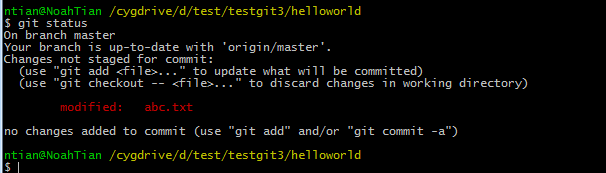 ntian@NoahTian /cygdrive/d/test/testgit3/helloworld
$ git status
On branch master
Your branch is up-to-date with 'origin/master'.
Changes not staged for commit:
  (use "git add <file>..." to update what will be committed)
  (use "git checkout -- <file>..." to discard changes in working directory)

        modified:   abc.txt

no changes added to commit (use "git add" and/or "git commit -a")

ntian@NoahTian /cygdrive/d/test/testgit3/helloworld
$